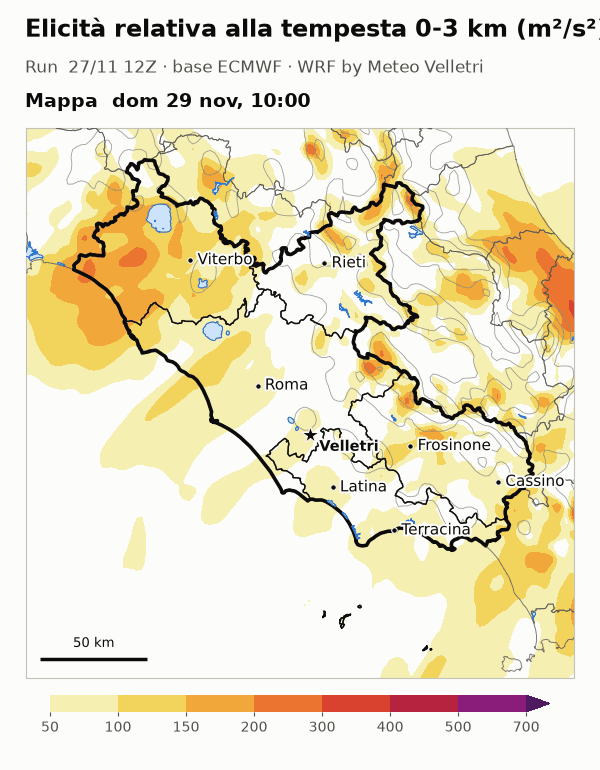 Elicità relativa alla tempesta 0-3 km (m²/s²)
Run 27/11 12Z · base ECMWF · WRF by Meteo Velletri
Mappa dom 29 nov, 10:00
Viterbo
Rieti
Roma
Velletri
Frosinone
Cassino
Latina
Terracina
50 km
50 100 150 200 300 400 500 700